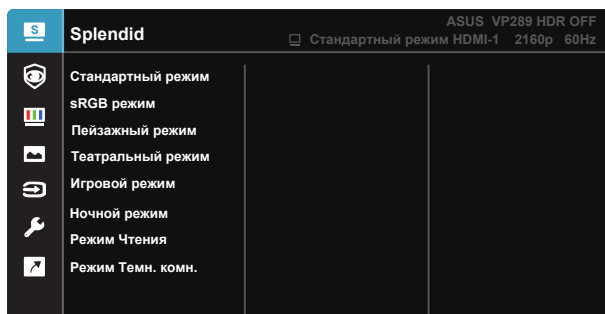 S
Splendid
ASUS VP289 HDR OFF
Стандартный режим HDMI-1 2160p 60Hz
Стандартный режим
sRGB режим
Пейзажный режим
Театральный режим
Игровой режим
Ночной режим
Режим Чтения
Режим Темн. комн.